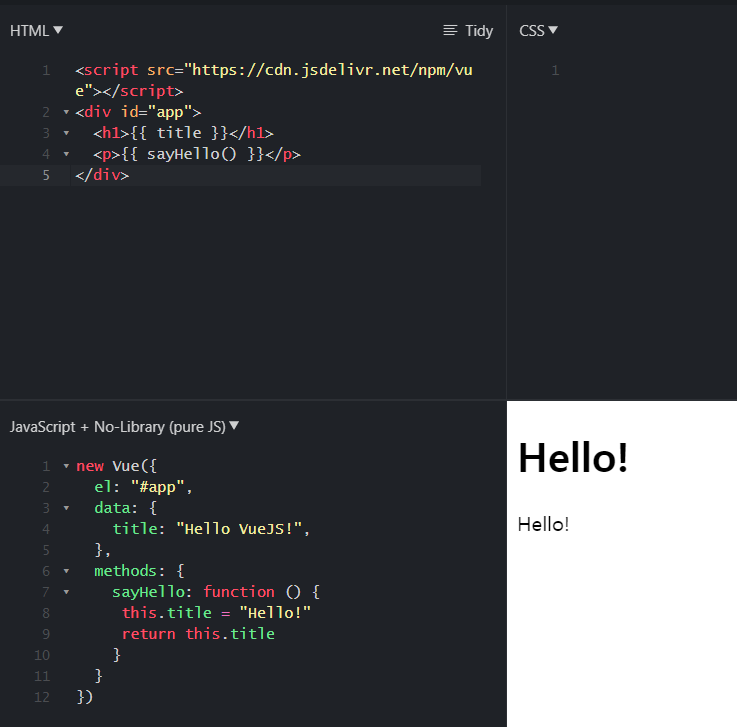 HTML ▼ Tidy CSS ▼
1 <script src="https://cdn.jsdelivr.net/npm/vu
e"></script>
2 <div id="app">
3 <h1>{{ title }}</h1>
4 <p>{{ sayHello() }}</p>
5 </div>
1
JavaScript + No-Library (pure JS) ▼
1 new Vue({
2 el: "#app",
3 data: {
4 title: "Hello VueJS!",
5 },
6 methods: {
7 sayHello: function () {
8 this.title = "Hello!"
9 return this.title
10 }
11 }
12 })
Hello!
Hello!